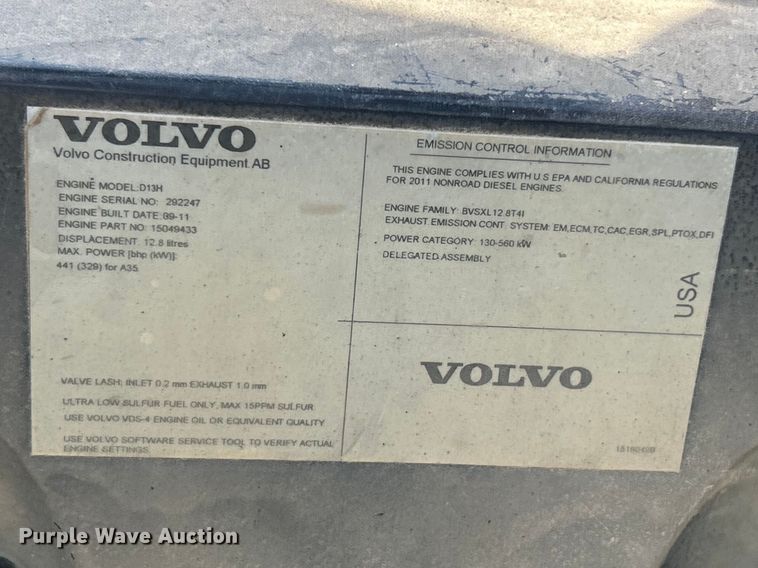 VOLVO
Volvo Construction Equipment AB
ENGINE MODEL:D13H
ENGINE SERIAL NO: 292247
ENGINE BUILT DATE: 09-11
ENGINE PART NO: 15049433
DISPLACEMENT: 12.8 litres
MAX. POWER [bhp (kW)]:
441 (329) for A35
VALVE LASH: INLET 0.2 mm EXHAUST 1.0 mm
ULTRA LOW SULFUR FUEL ONLY, MAX 15PPM SULFUR
USE VOLVO VDS-4 ENGINE OIL OR EQUIVALENT QUALITY
USE VOLVO SOFTWARE SERVICE TOOL TO VERIFY ACTUAL
ENGINE SETTINGS.
EMISSION CONTROL INFORMATION
THIS ENGINE COMPLIES WITH U.S EPA AND CALIFORNIA REGULATIONS
FOR 2011 NONROAD DIESEL ENGINES.
ENGINE FAMILY: BVSXL12.8T4I
EXHAUST EMISSION CONT. SYSTEM: EM,ECM,TC,CAC,EGR,SPL,PTOX,DFI
POWER CATEGORY: 130-560 kW
DELEGATED ASSEMBLY
USA
VOLVO
Purple Wave Auction